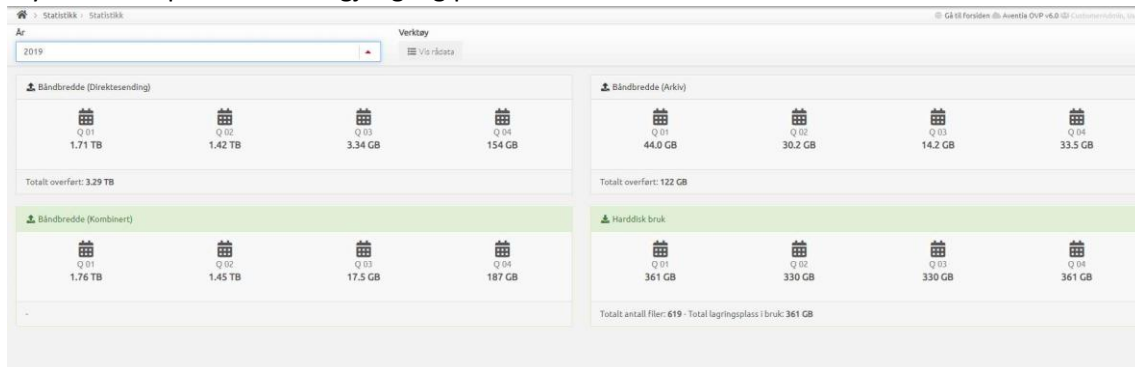 Statistikk › Statistikk
Gå til forsiden Aventia OVP v6.0 CustomerAdmin,
År
Verktøy
2019
Vis rådata
Båndbredde (Direktesending)
Q 01 Q 02 Q 03 Q 04
1.71 TB 1.42 TB 3.34 GB 154 GB
Totalt overført: 3.29 TB
Båndbredde (Arkiv)
Q 01 Q 02 Q 03 Q 04
44.0 GB 30.2 GB 14.2 GB 33.5 GB
Totalt overført: 122 GB
Båndbredde (Kombinert)
Q 01 Q 02 Q 03 Q 04
1.76 TB 1.45 TB 17.5 GB 187 GB
-
Harddisk bruk
Q 01 Q 02 Q 03 Q 04
361 GB 330 GB 330 GB 361 GB
Totalt antall filer: 619 - Total lagringsplass i bruk: 361 GB